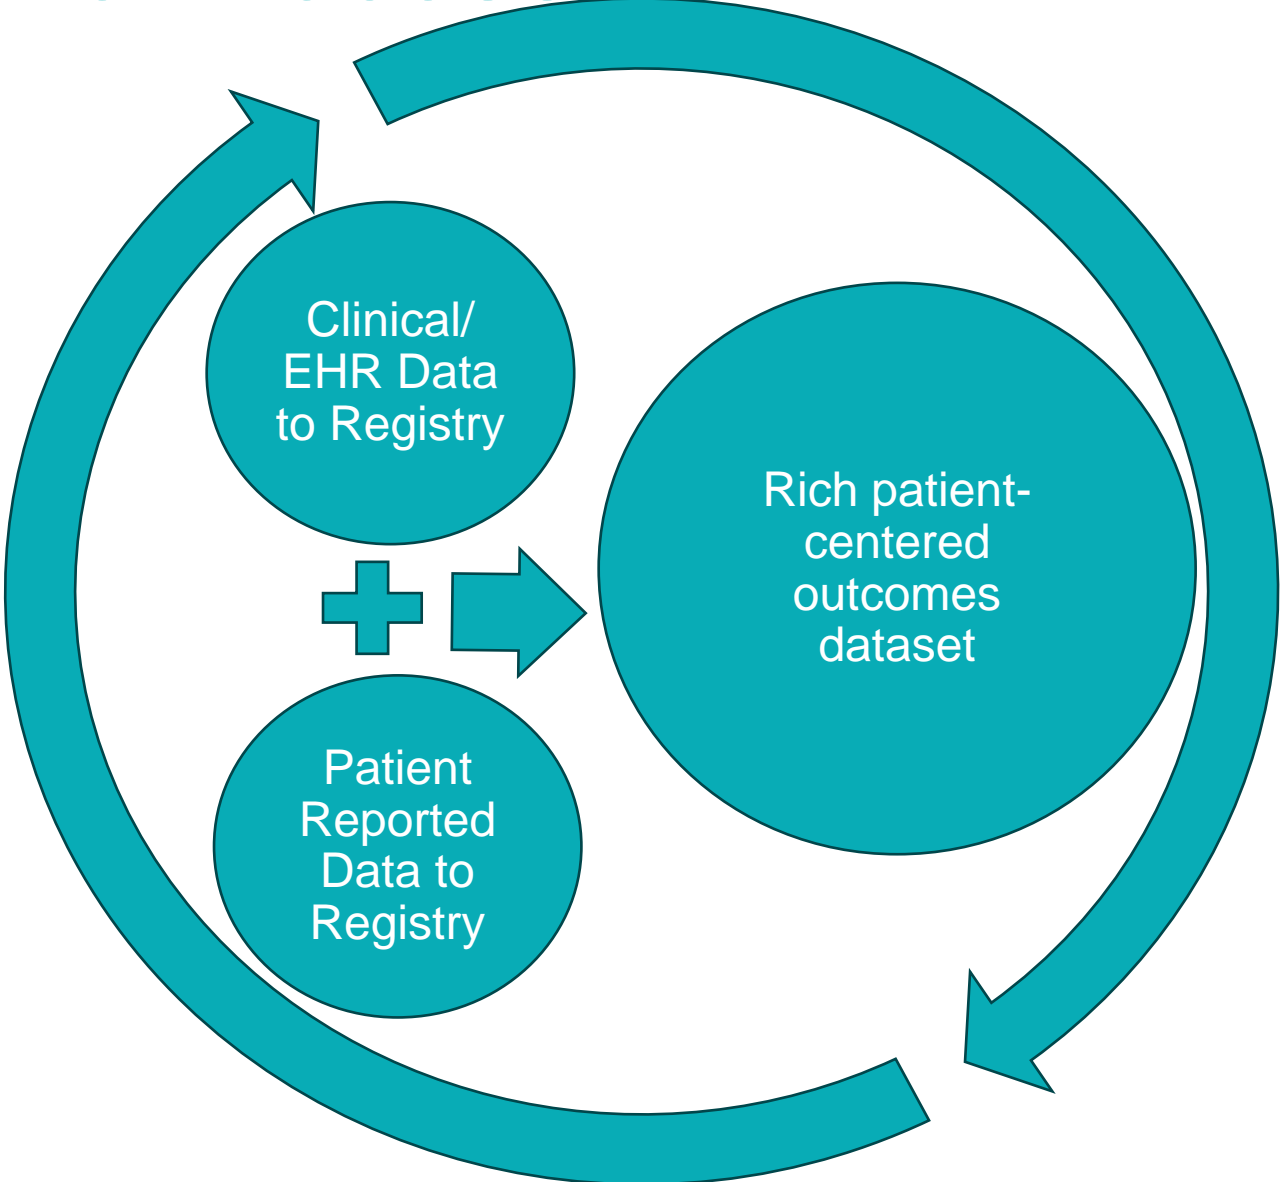 Clinical/
EHR Data
to Registry
Rich patient-
centered
outcomes
dataset
Patient
Reported
Data to
Registry